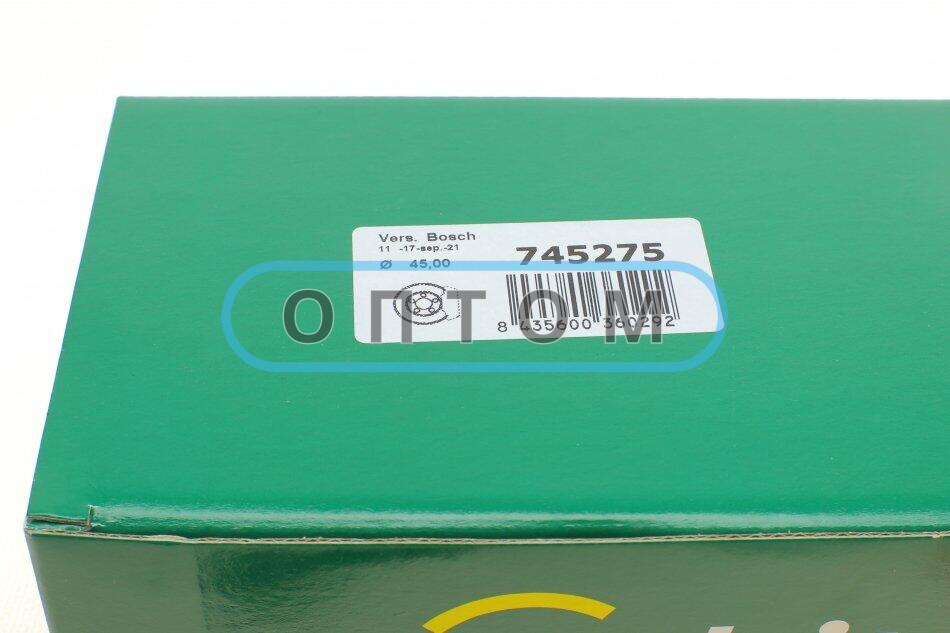 Vers. Bosch
11 -17-sep.-21
745275
Ø 45,00
ОПТОМ
8 435600 360292